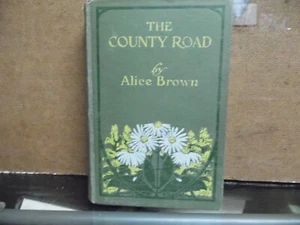 THE
COUNTY ROAD
by
Alice Brown